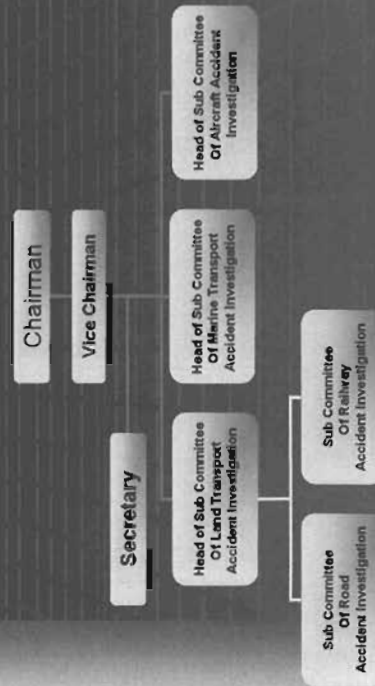 Chairman
Vice Chairman
Secretary
Head of Sub Committee
Of Land Transport
Accident Investigation
Head of Sub Committee
Of Marine Transport
Accident Investigation
Head of Sub Committee
Of Aircraft Accident
Investigation
Sub Committee
Of Road
Accident Investigation
Sub Committee
Of Railway
Accident Investigation